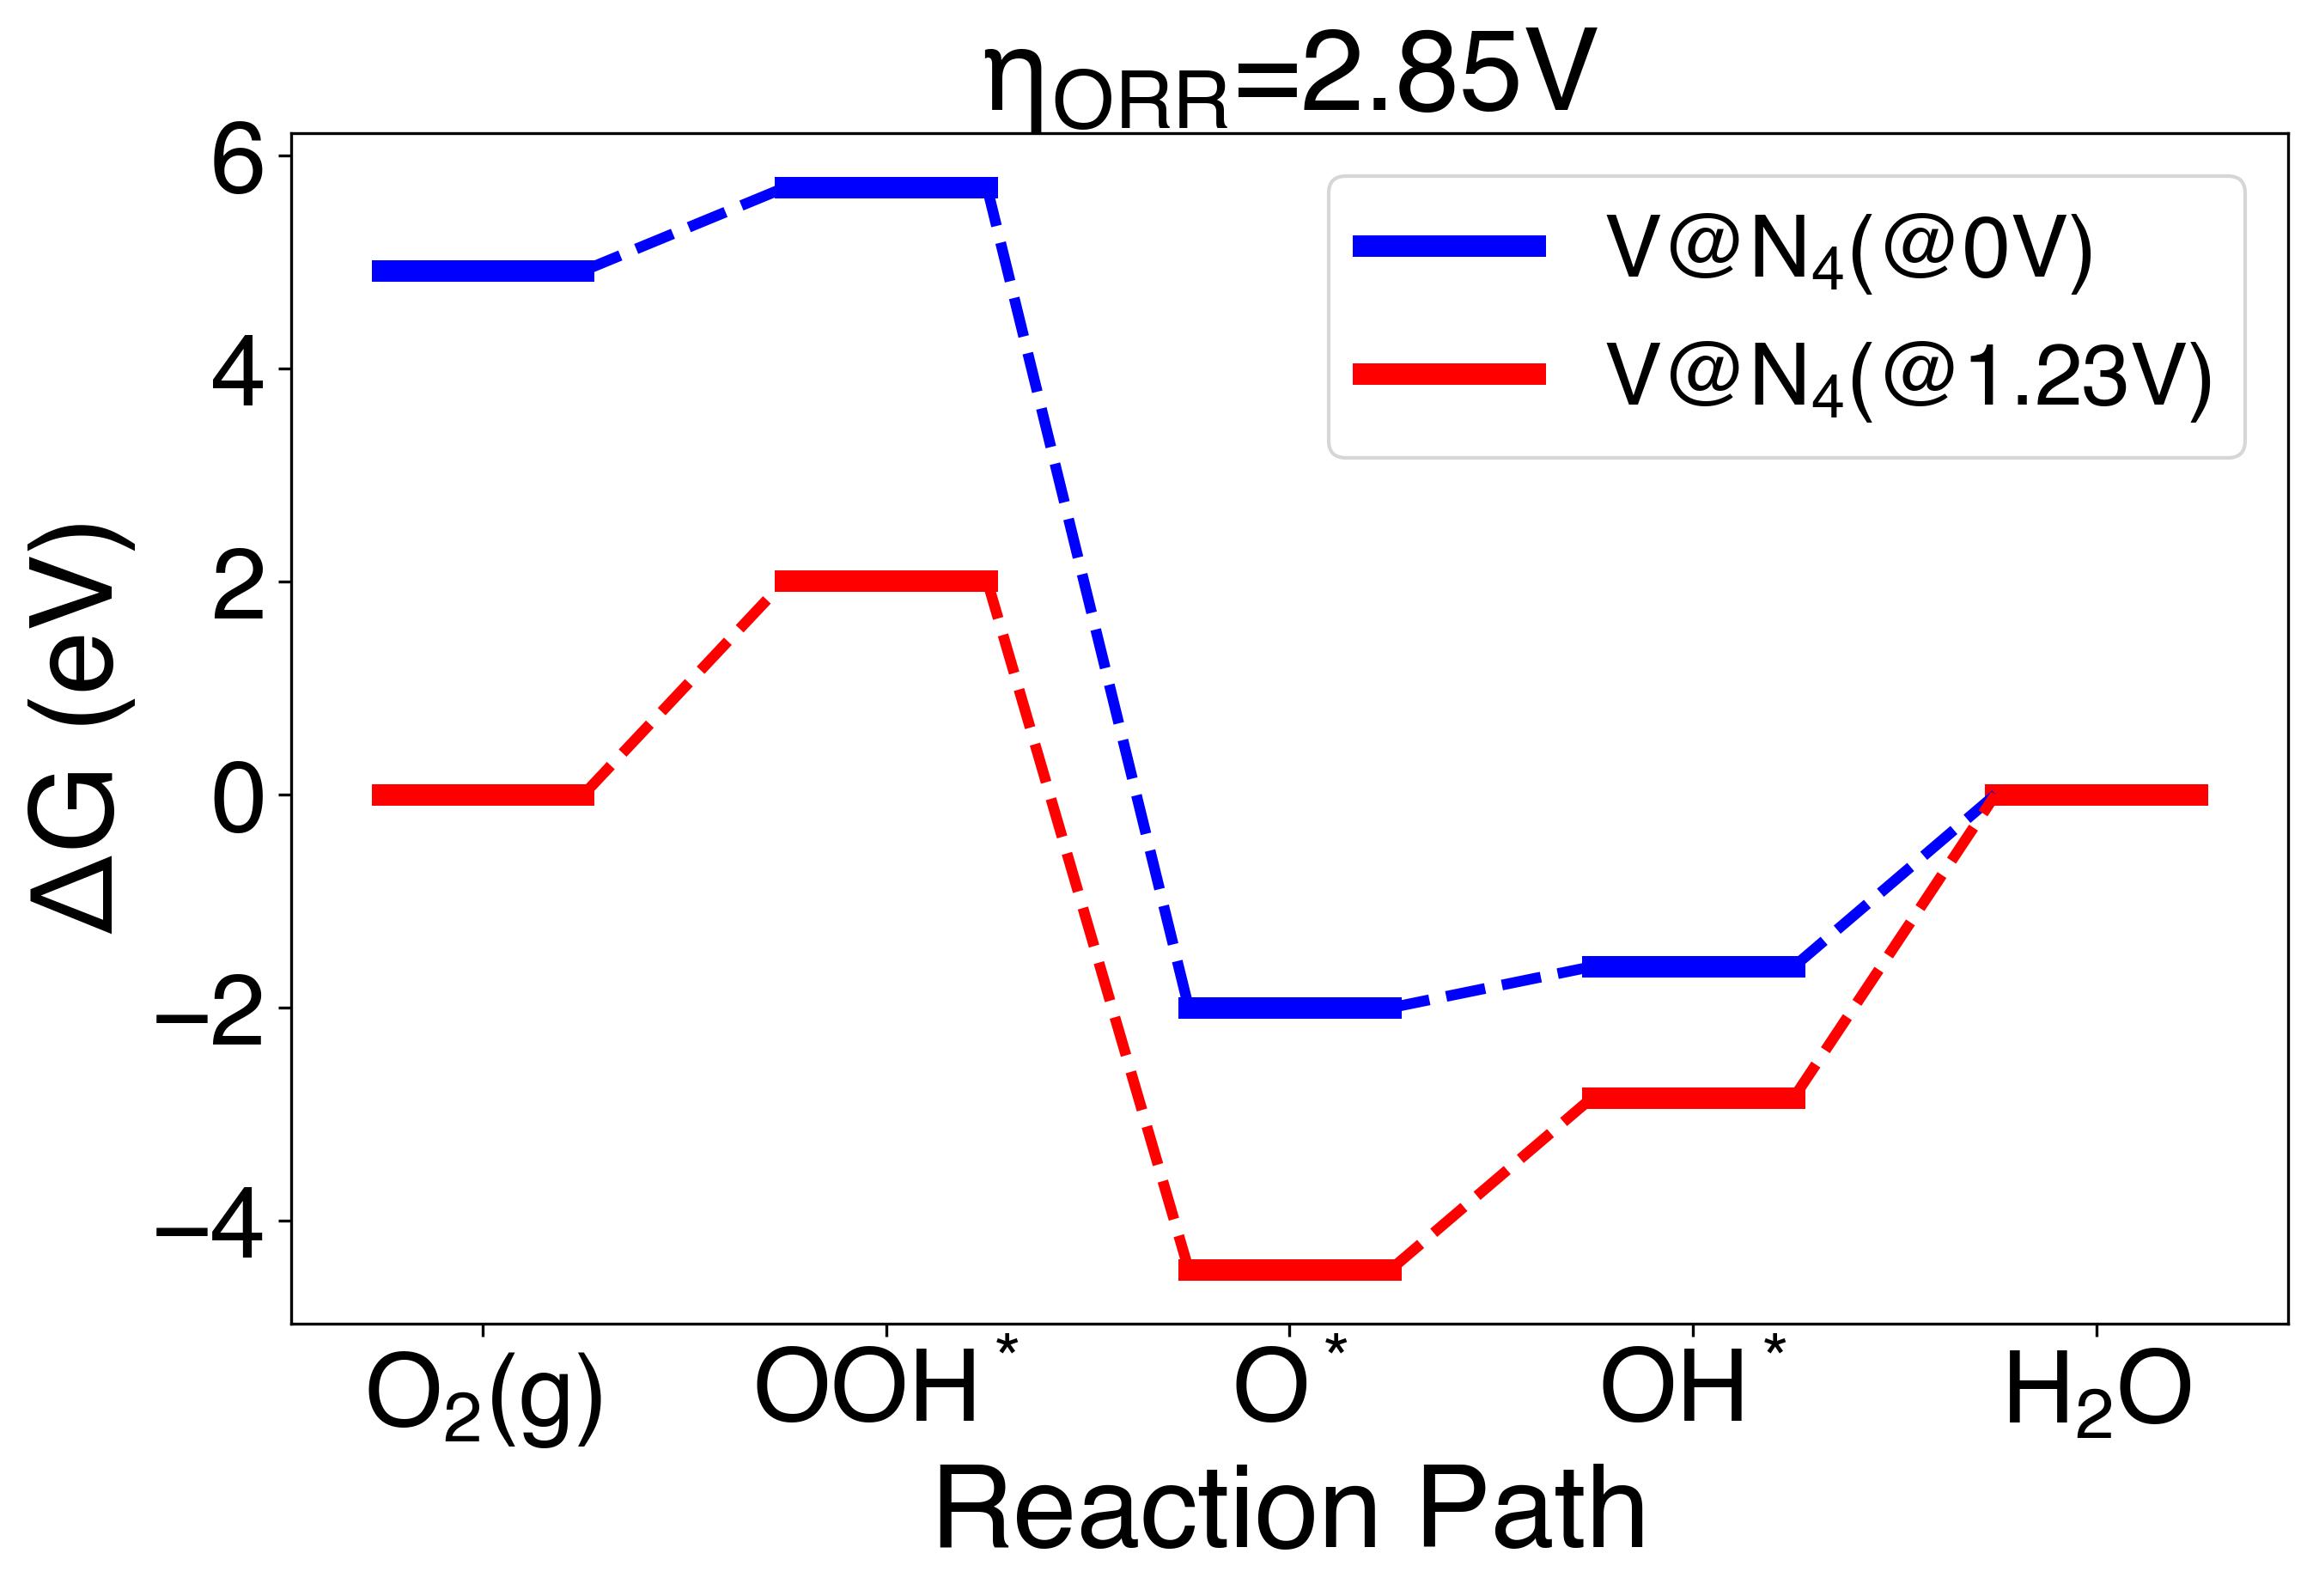 η_ORR=2.85V
6
4
2
0
−2
−4
ΔG (eV)
V@N₄(@0V)
V@N₄(@1.23V)
O₂(g) OOH* O* OH* H₂O
Reaction Path